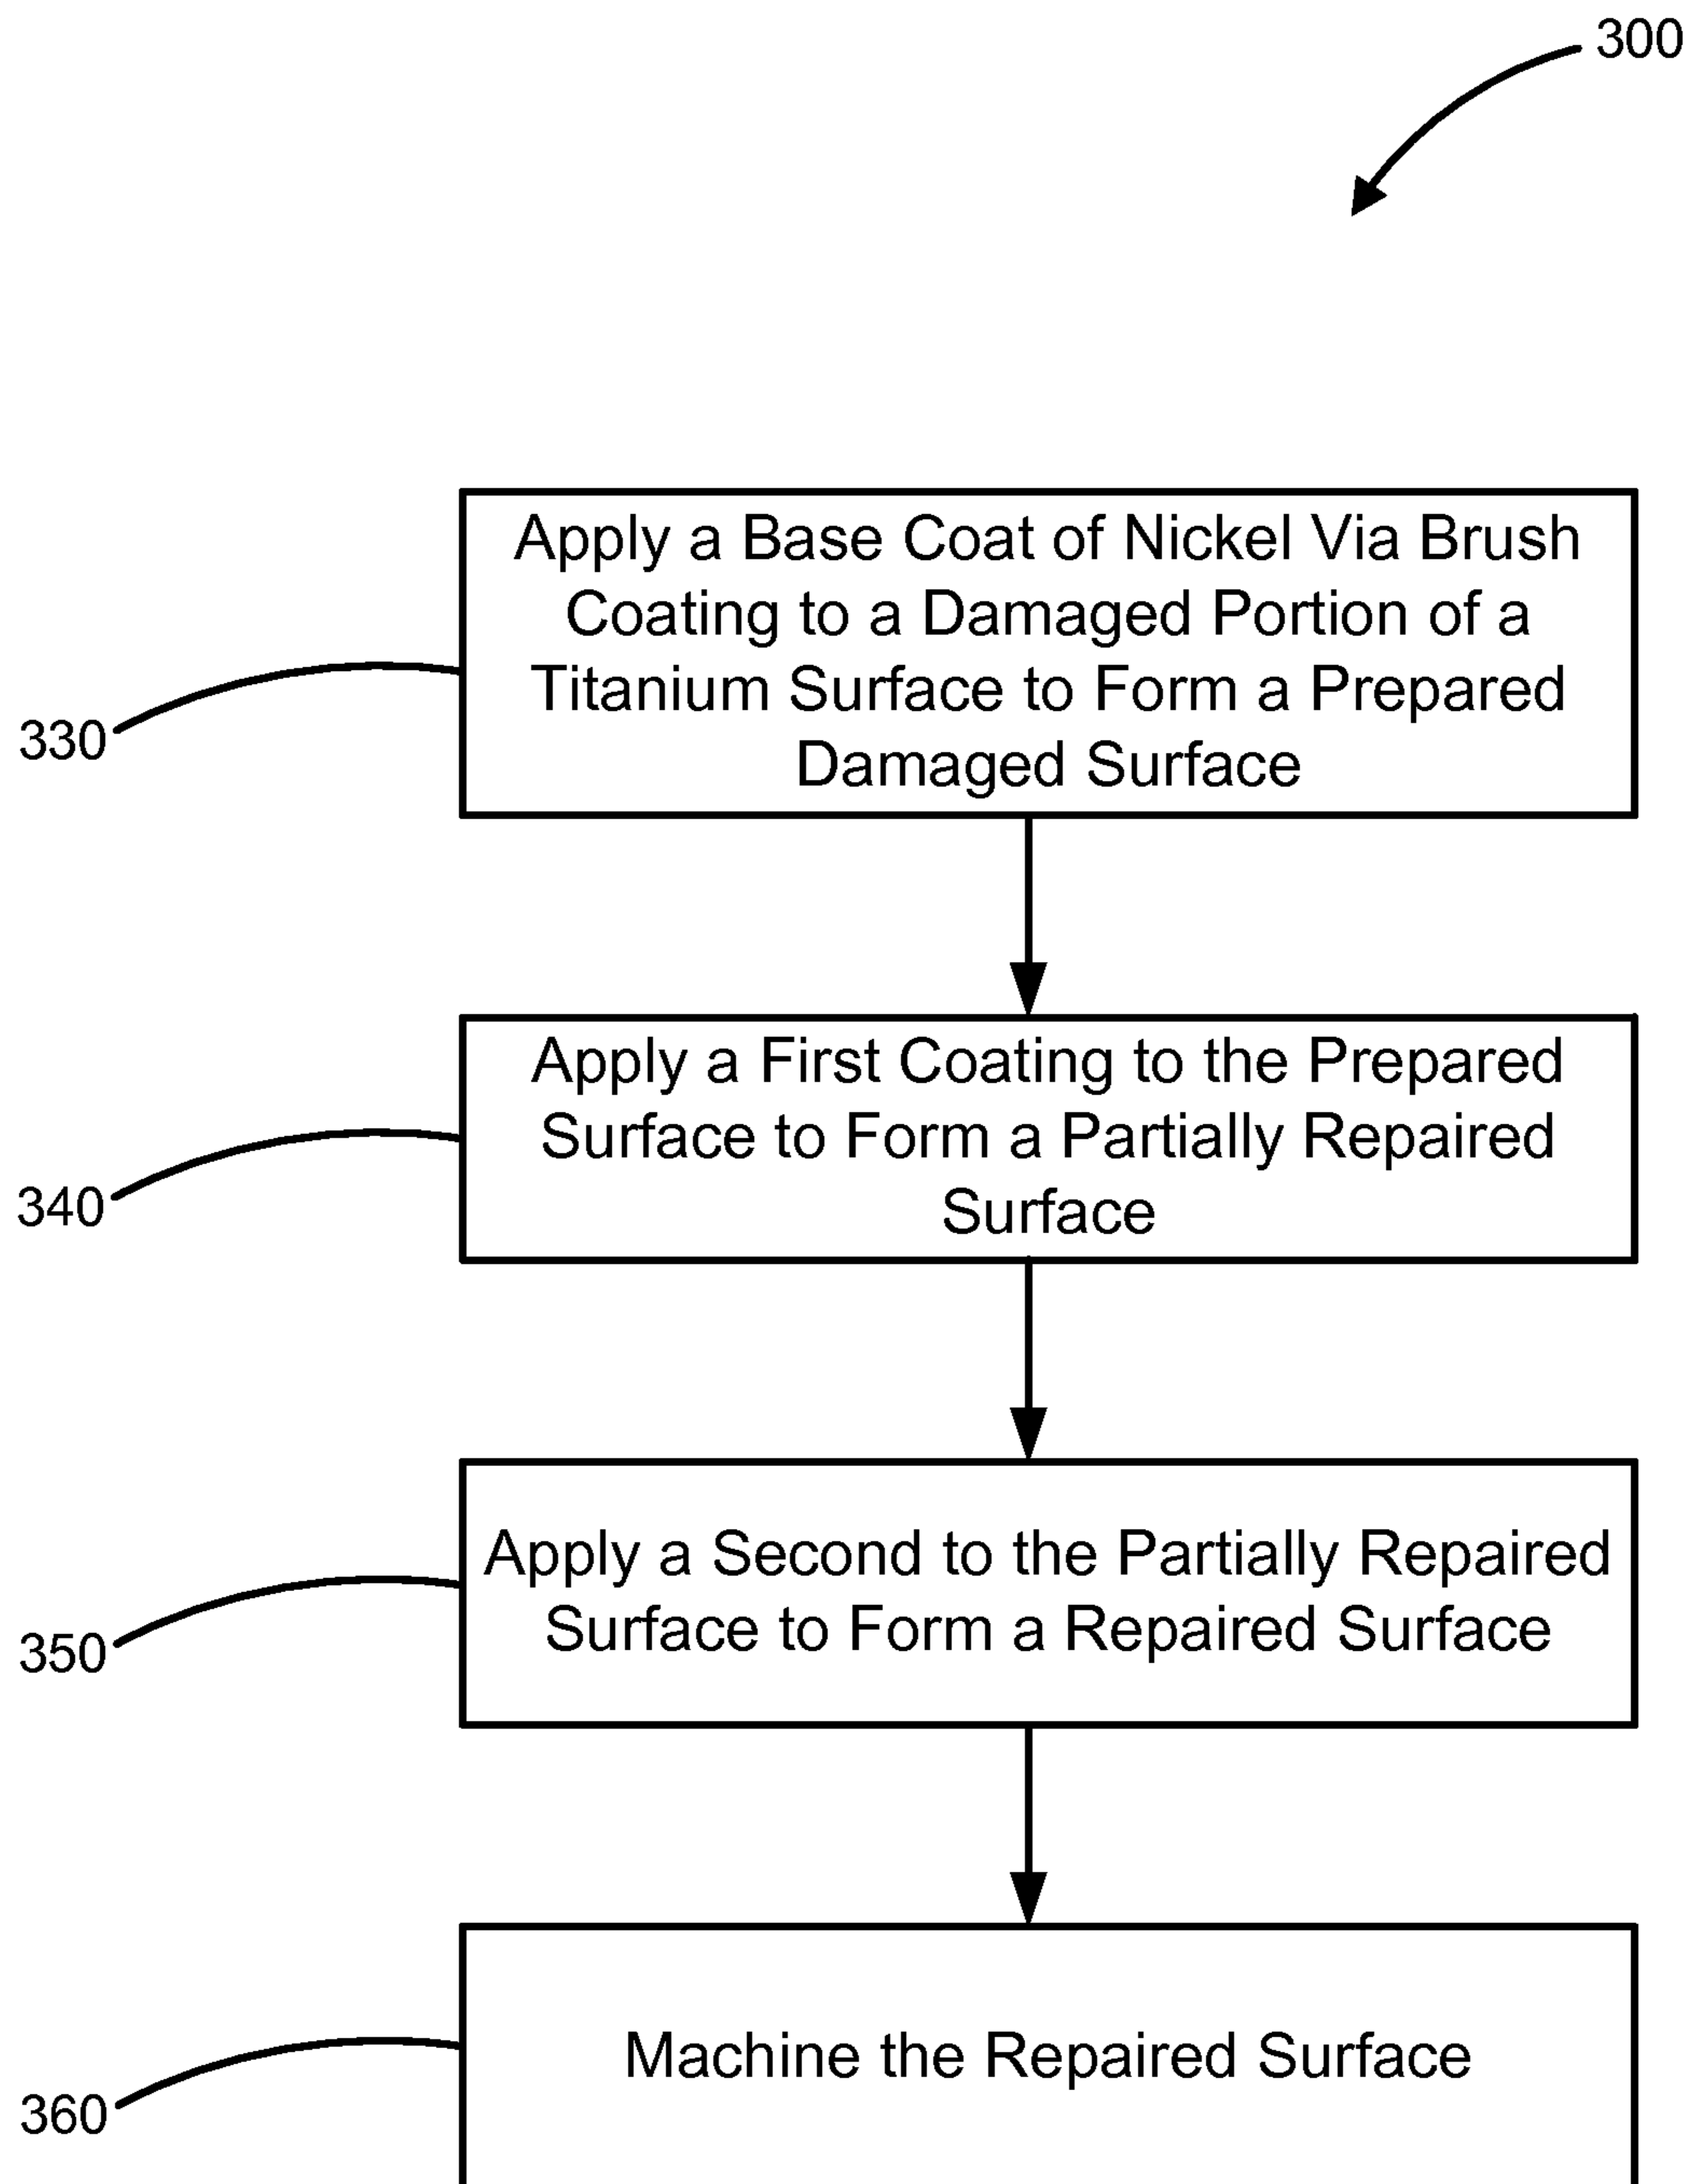 300
Apply a Base Coat of Nickel Via Brush
Coating to a Damaged Portion of a
Titanium Surface to Form a Prepared
Damaged Surface
330
Apply a First Coating to the Prepared
Surface to Form a Partially Repaired
Surface
340
Apply a Second to the Partially Repaired
Surface to Form a Repaired Surface
350
Machine the Repaired Surface
360